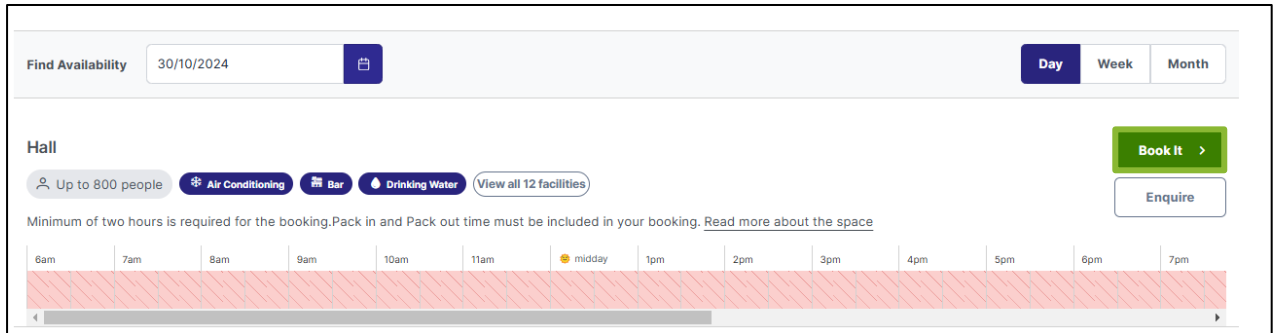 Find Availability 30/10/2024 Day Week Month
Hall
Book It
Up to 800 people Air Conditioning Bar Drinking Water View all 12 facilities
Enquire
Minimum of two hours is required for the booking.Pack in and Pack out time must be included in your booking. Read more about the space
6am 7am 8am 9am 10am 11am midday 1pm 2pm 3pm 4pm 5pm 6pm 7pm